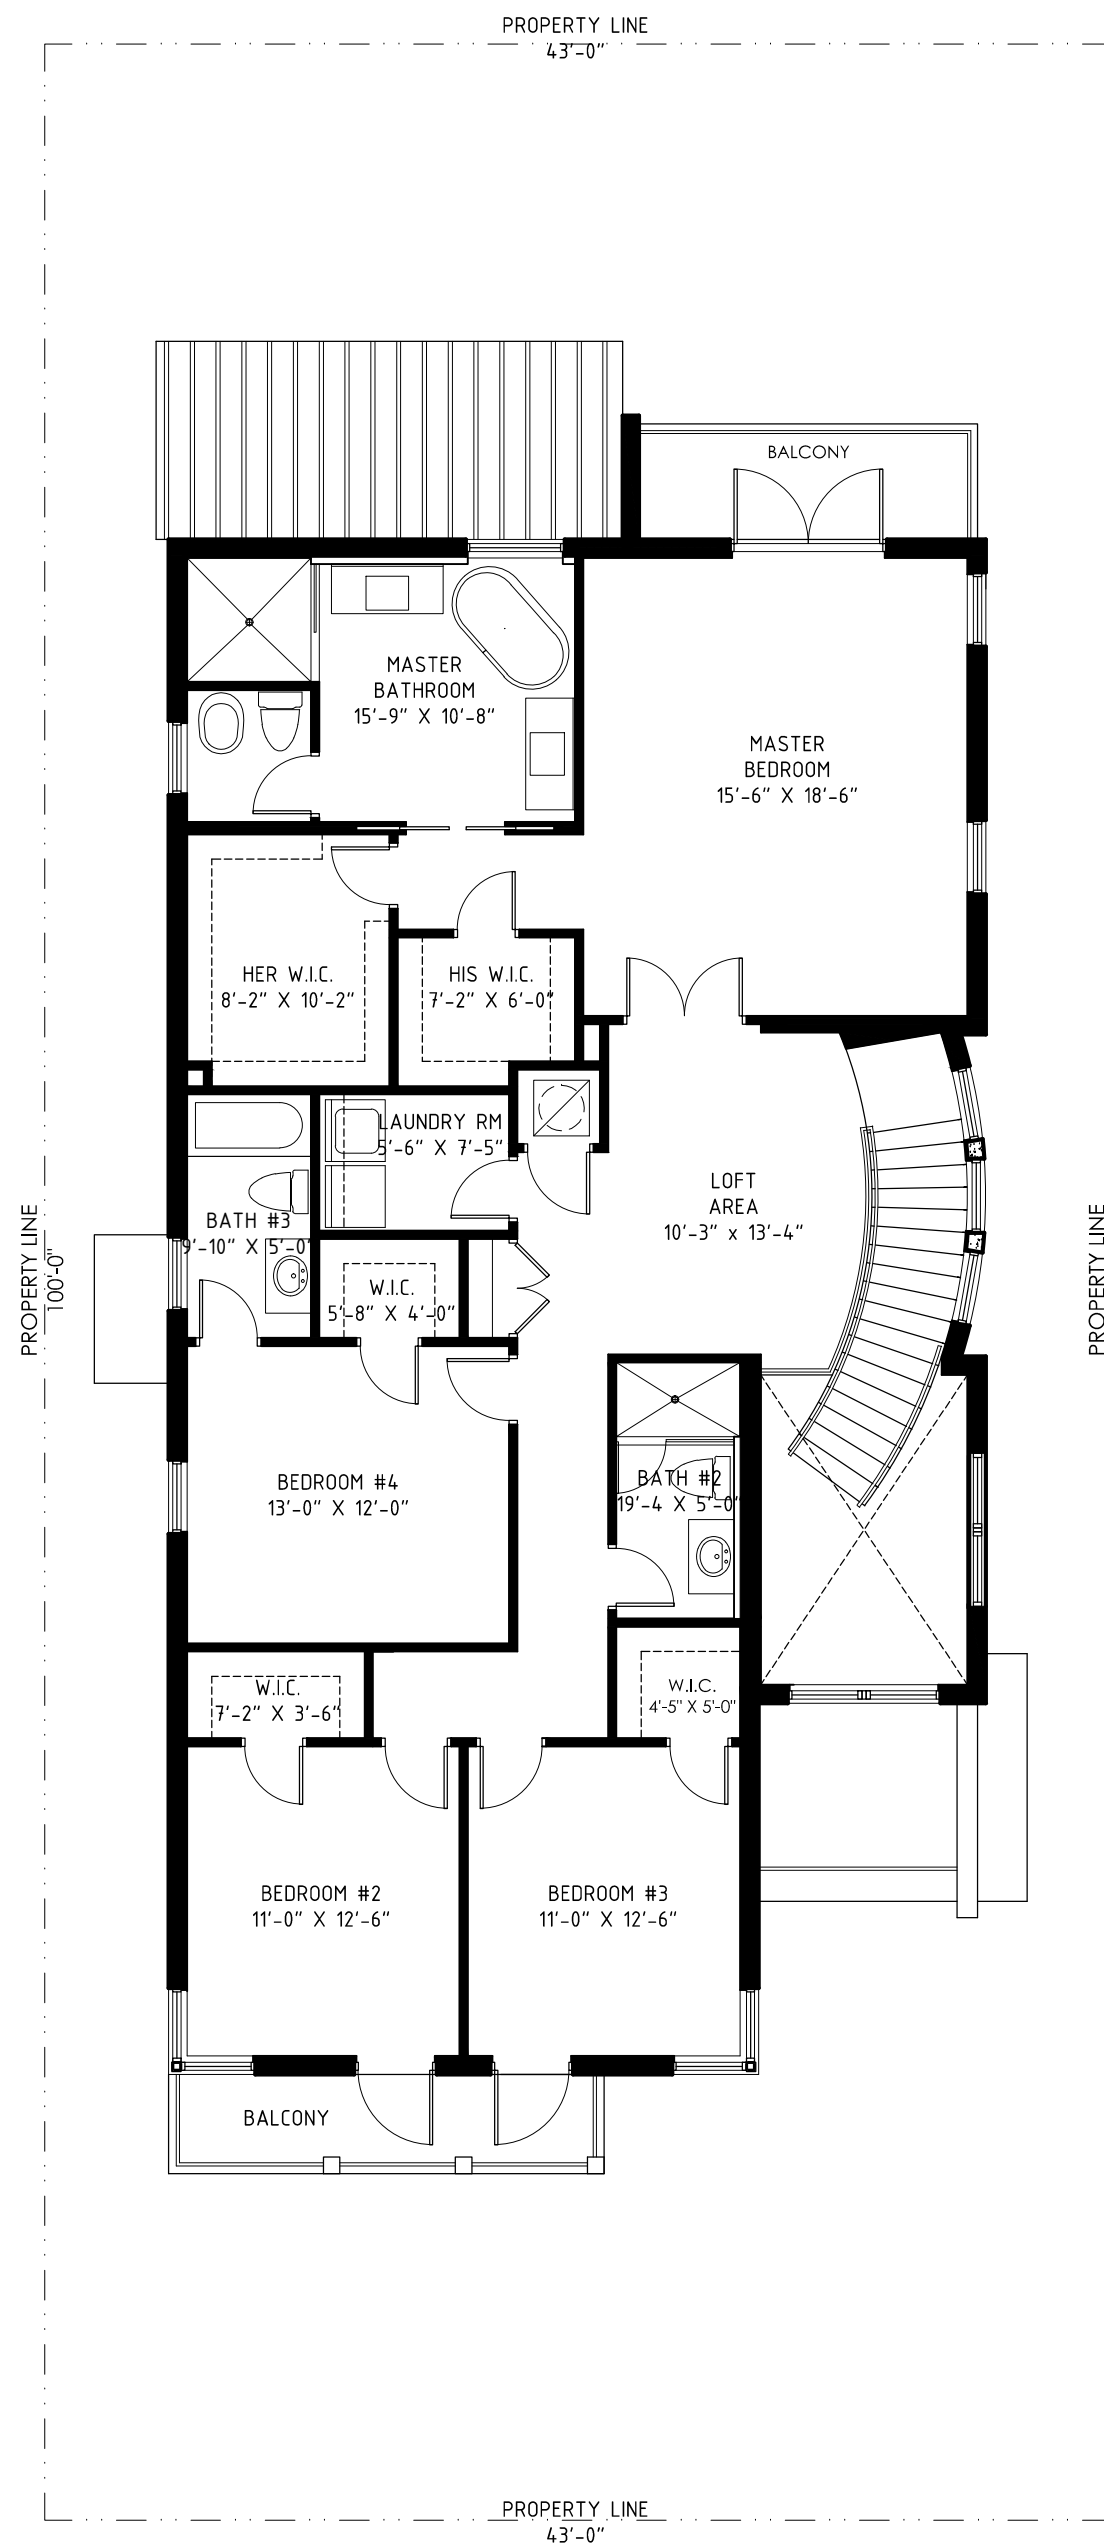 PROPERTY LINE
43'-0"
BALCONY
MASTER
BATHROOM
15'-9" X 10'-8"
MASTER
BEDROOM
15'-6" X 18'-6"
HER W.I.C.
8'-2" X 10'-2"
HIS W.I.C.
7'-2" X 6'-0"
LAUNDRY RM
5'-6" X 7'-5"
LOFT
AREA
10'-3" x 13'-4"
BATH #3
9'-10" X 5'-0"
PROPERTY LINE
100'-0"
PROPERTY LINE
W.I.C.
5'-8" X 4'-0"
BEDROOM #4
13'-0" X 12'-0"
BATH #2
19'-4 X 5'-0"
W.I.C.
7'-2" X 3'-6"
W.I.C.
4'-5" X 5'-0"
BEDROOM #2
11'-0" X 12'-6"
BEDROOM #3
11'-0" X 12'-6"
BALCONY
PROPERTY LINE
43'-0"